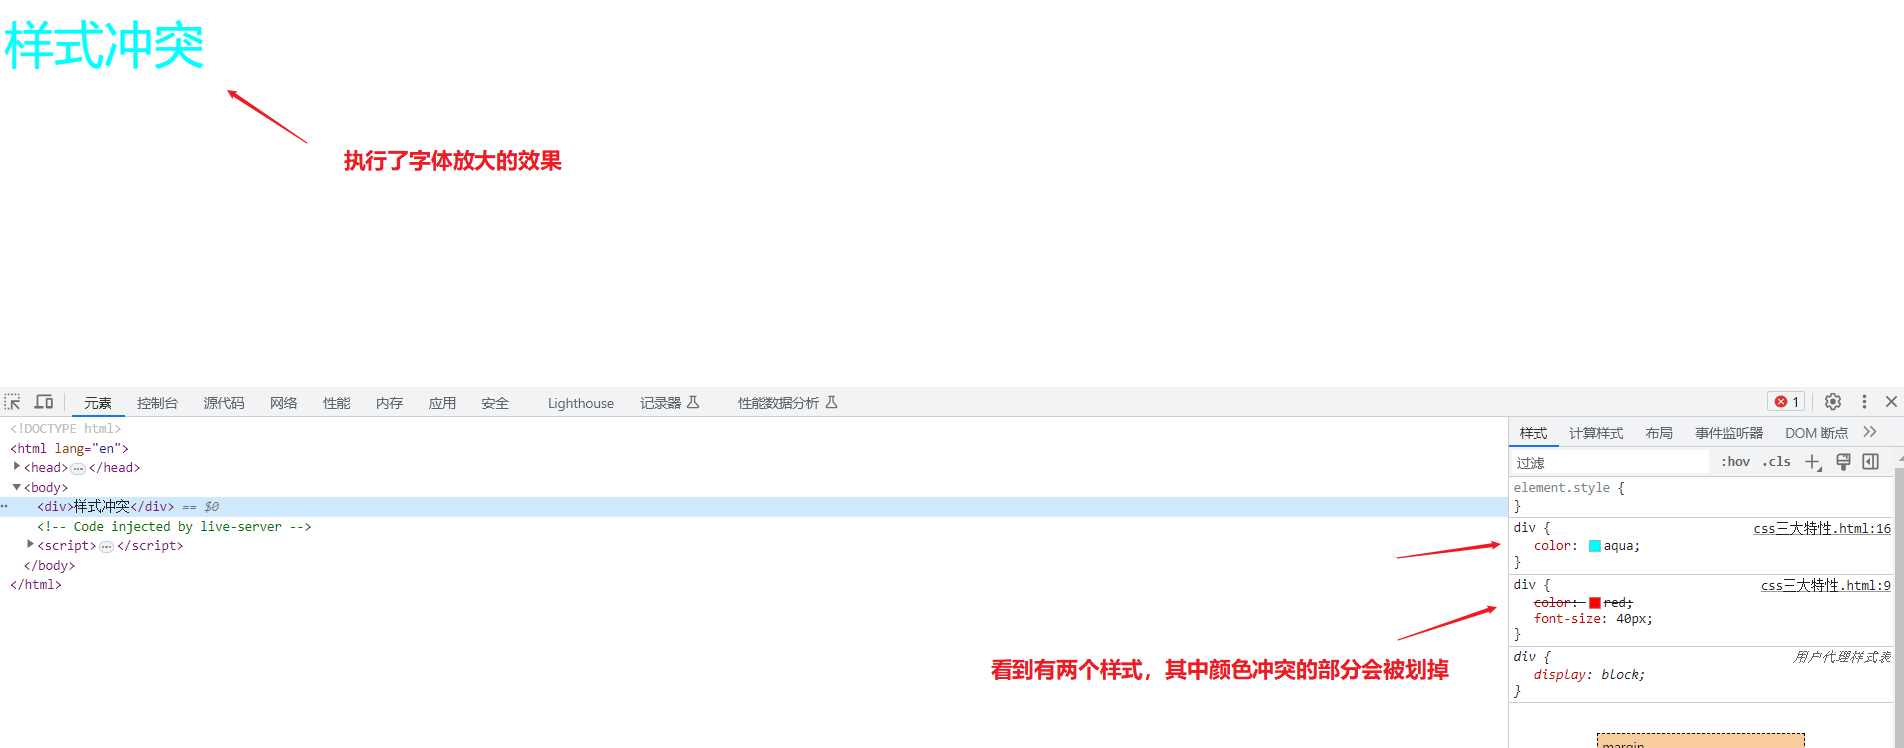 样式冲突
执行了字体放大的效果
元素 控制台 源代码 网络 性能 内存 应用 安全 Lighthouse 记录器 性能数据分析 1
<!DOCTYPE html>
<html lang="en">
<head> … </head>
<body>
<div>样式冲突</div> == $0
<!-- Code injected by live-server -->
<script> … </script>
</body>
</html>
样式 计算样式 布局 事件监听器 DOM 断点
过滤 :hov .cls
element.style {
}
div { css三大特性.html:16
color: aqua;
}
div { css三大特性.html:9
color: red;
font-size: 40px;
}
div { 用户代理样式表
display: block;
}
看到有两个样式，其中颜色冲突的部分会被划掉
margin